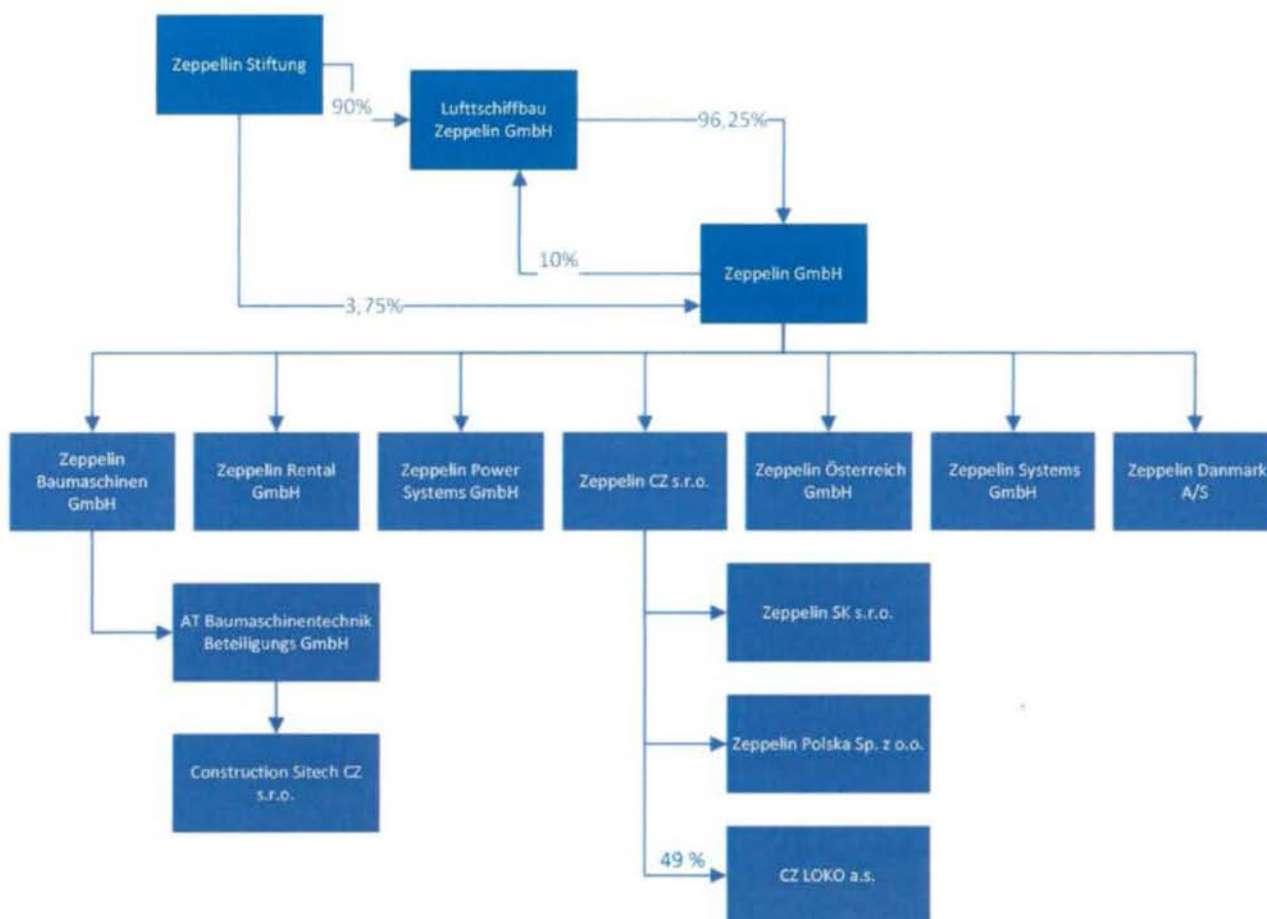 Zeppellin Stiftung
90%
Lufttschiffbau
Zeppelin GmbH
96,25%
10%
Zeppelin GmbH
3,75%
Zeppelin
Baumaschinen
GmbH
Zeppelin Rental
GmbH
Zeppelin Power
Systems GmbH
Zeppelin CZ s.r.o.
Zeppelin Österreich
GmbH
Zeppelin Systems
GmbH
Zeppelin Danmark
A/S
AT Baumaschinentechnik
Beteiligungs GmbH
Zeppelin SK s.r.o.
Construction Sitech CZ
s.r.o.
Zeppelin Polska Sp. z o.o.
49 %
CZ LOKO a.s.